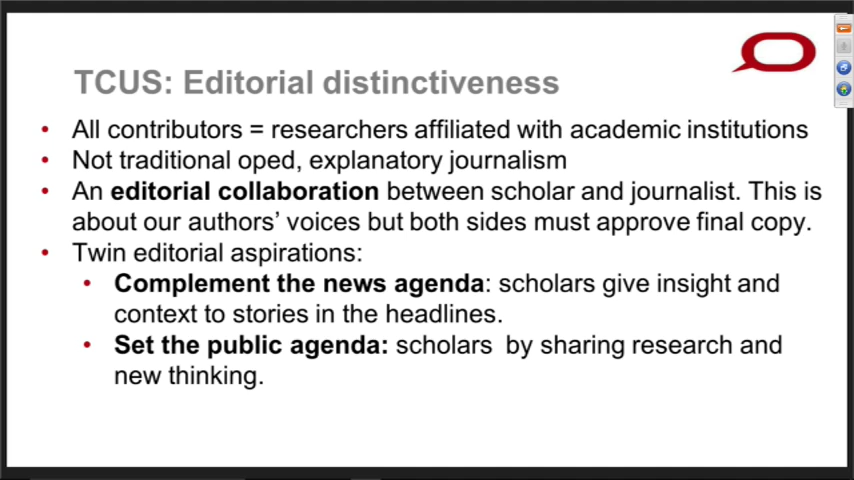 TCUS: Editorial distinctiveness
• All contributors = researchers affiliated with academic institutions
• Not traditional oped, explanatory journalism
• An editorial collaboration between scholar and journalist. This is
about our authors’ voices but both sides must approve final copy.
• Twin editorial aspirations:
• Complement the news agenda: scholars give insight and
context to stories in the headlines.
• Set the public agenda: scholars by sharing research and
new thinking.